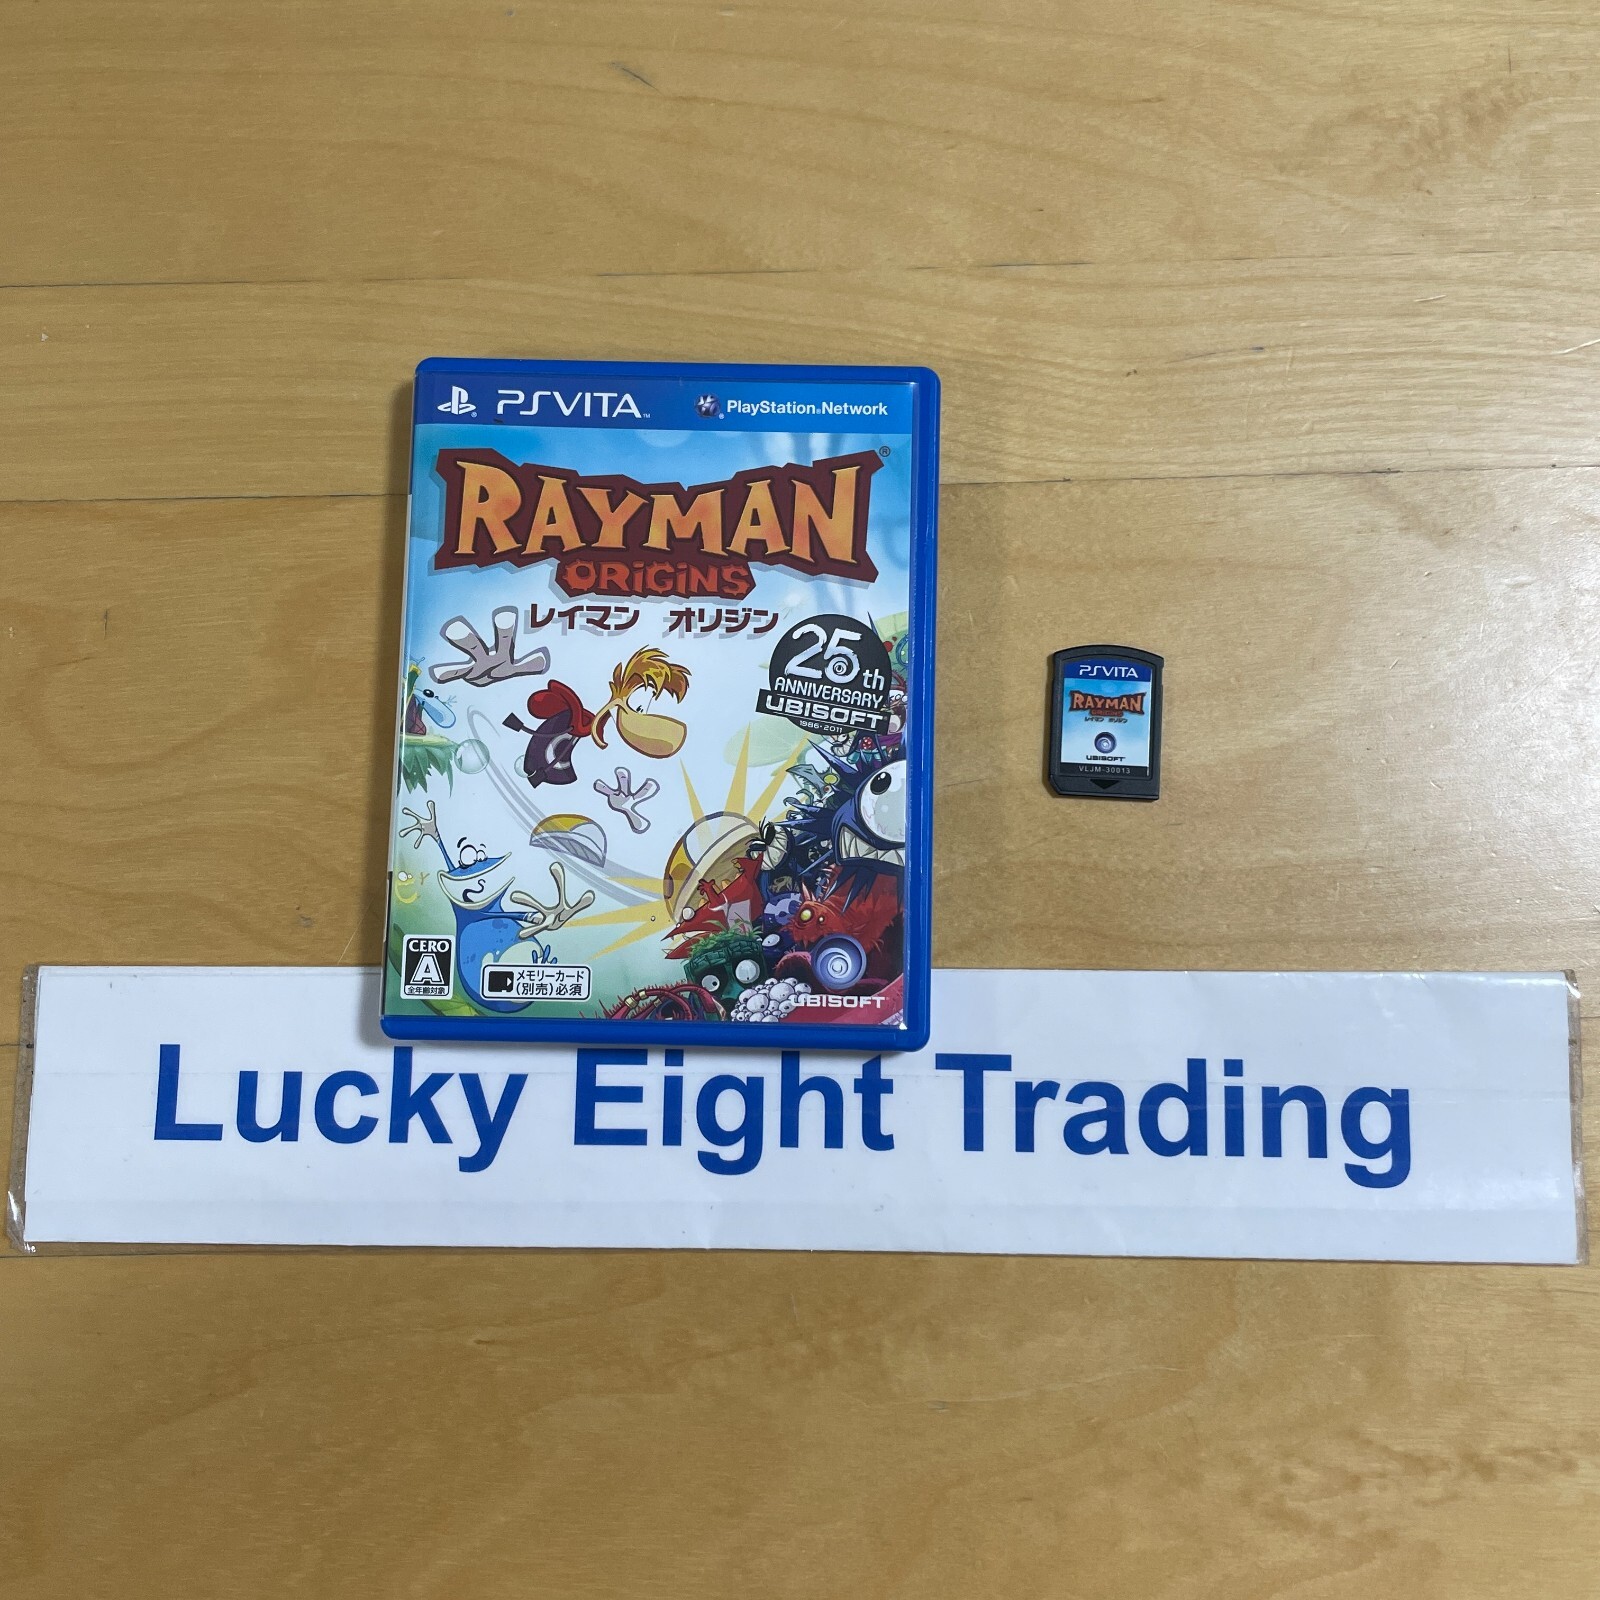 PSVITA™
PlayStation®Network
RAYMAN®
ORIGINS
レイマン オリジン
25th
ANNIVERSARY
UBISOFT
1986-2011
CERO
A
全年齢対象
メモリーカード
(別売)必須
UBISOFT
PSVITA
RAYMAN
ORIGINS
レイマン オリジン
UBISOFT
VLJM-30013
Lucky Eight Trading